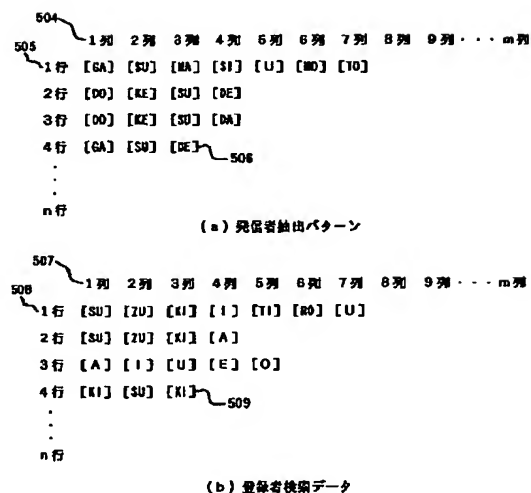 504
1列 2列 3列 4列 5列 6列 7列 8列 9列 ・・・ m列
505
1行 [GA] [SU] [MA] [SI] [U] [MO] [TO]
2行 [DO] [KE] [SU] [DE]
3行 [DO] [KE] [SU] [DA]
4行 [GA] [SU] [DE] 506
・
・
・
n行
(a) 発信者抽出パターン
507
1列 2列 3列 4列 5列 6列 7列 8列 9列 ・・・ m列
508
1行 [SU] [ZU] [KI] [I] [TI] [RO] [U]
2行 [SU] [ZU] [KI] [A]
3行 [A] [I] [U] [E] [O]
4行 [KI] [SU] [KI] 509
・
・
・
n行
(b) 登録者検索データ